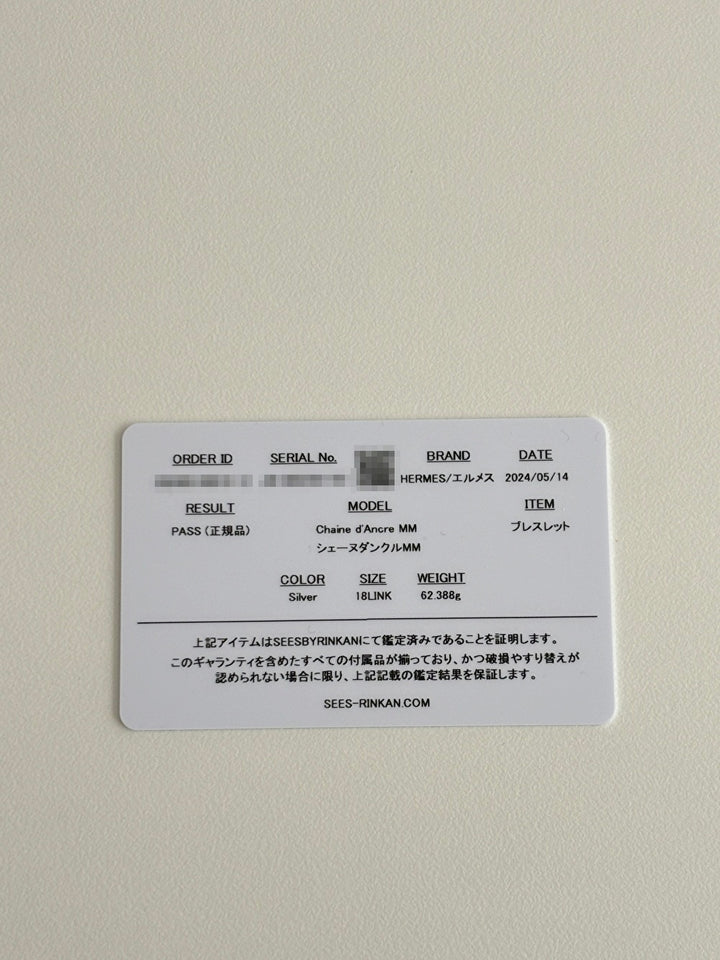 ORDER ID SERIAL No. BRAND DATE
HERMES/エルメス 2024/05/14
RESULT MODEL ITEM
PASS (正規品) Chaine d'Ancre MM ブレスレット
シェーヌダンクルMM
COLOR SIZE WEIGHT
Silver 18LINK 62.388g
上記アイテムはSEESBYRINKANにて鑑定済みであることを証明します。
このギャランティを含めたすべての付属品が揃っており、かつ破損やすり替えが
認められない場合に限り、上記記載の鑑定結果を保証します。
SEES-RINKAN.COM